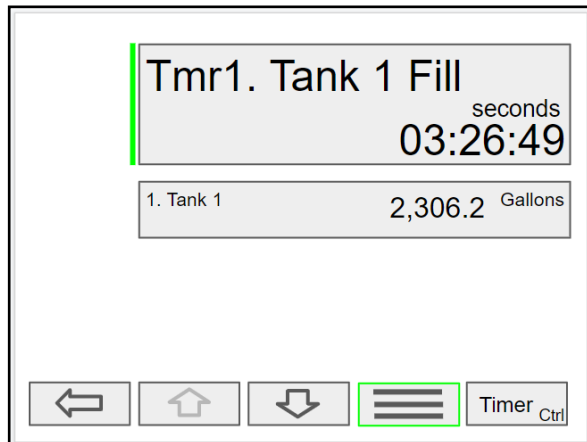 Tmr1. Tank 1 Fill
seconds
03:26:49
1. Tank 1 2,306.2 Gallons
Timer Ctrl